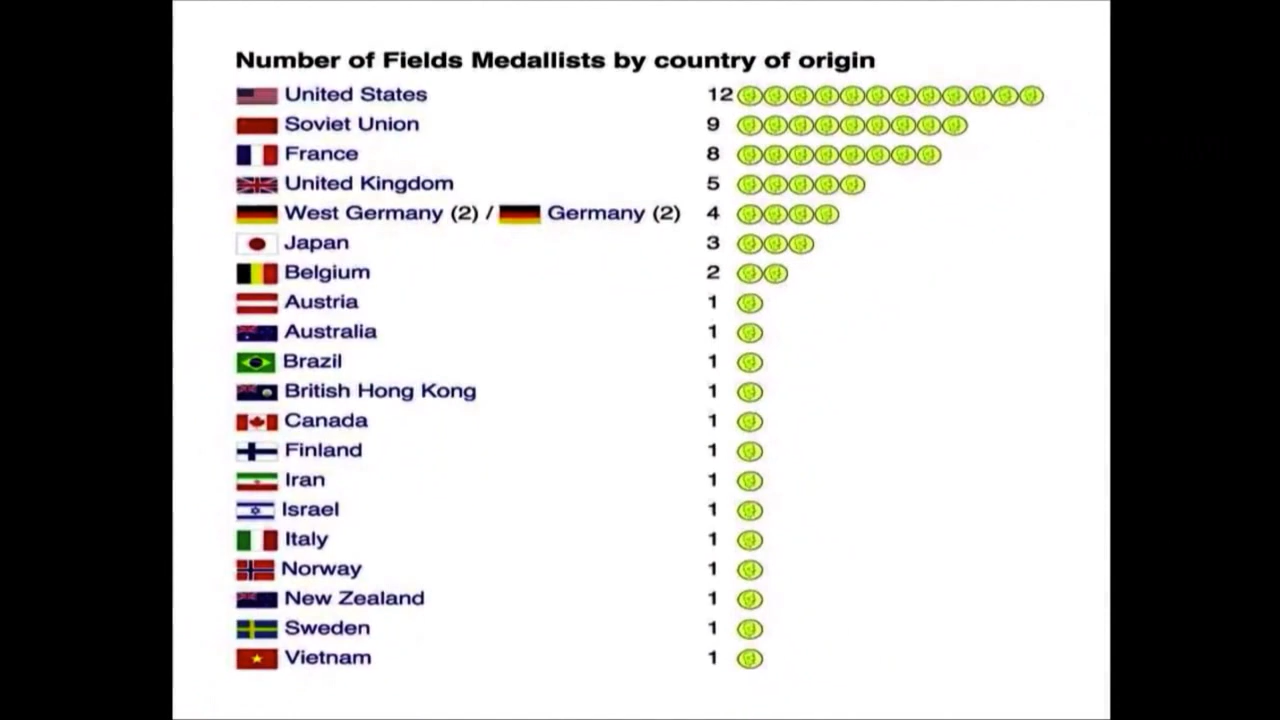 Number of Fields Medallists by country of origin
United States 12
Soviet Union 9
France 8
United Kingdom 5
West Germany (2) / Germany (2) 4
Japan 3
Belgium 2
Austria 1
Australia 1
Brazil 1
British Hong Kong 1
Canada 1
Finland 1
Iran 1
Israel 1
Italy 1
Norway 1
New Zealand 1
Sweden 1
Vietnam 1